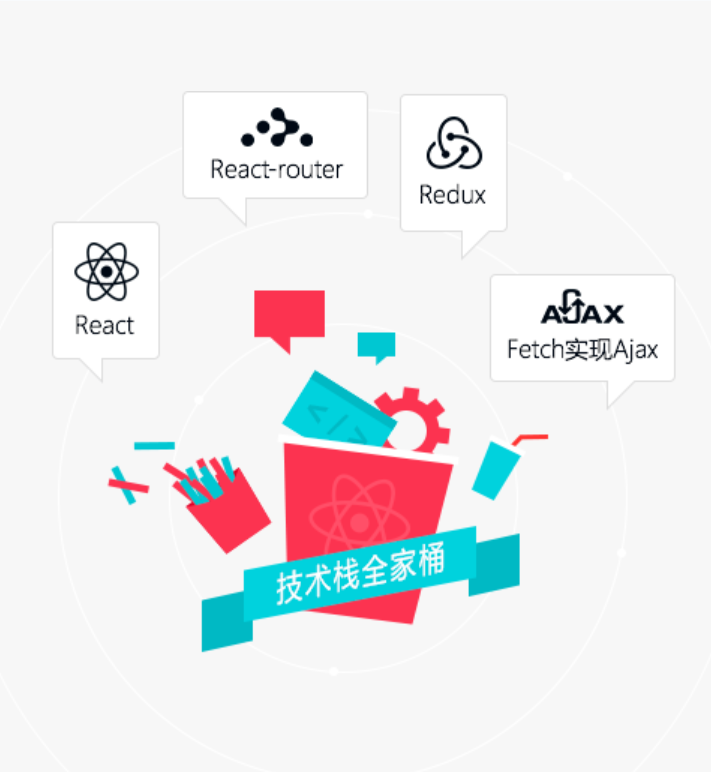 React-router
Redux
React
AJAX
Fetch实现Ajax
</>
技术栈全家桶